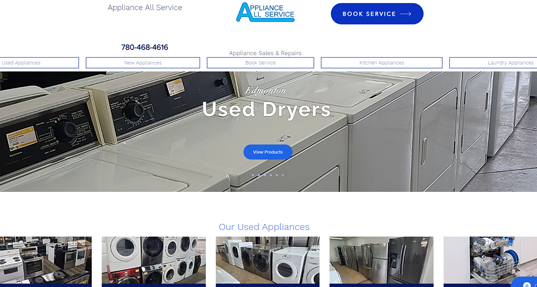 Appliance All Service
APPLIANCE
ALL SERVICE
BOOK SERVICE
780-468-4616
Appliance Sales & Repairs
Used Appliances
New Appliances
Book Service
Kitchen Appliances
Laundry Appliances
Edmonton
Used Dryers
View Products
Our Used Appliances